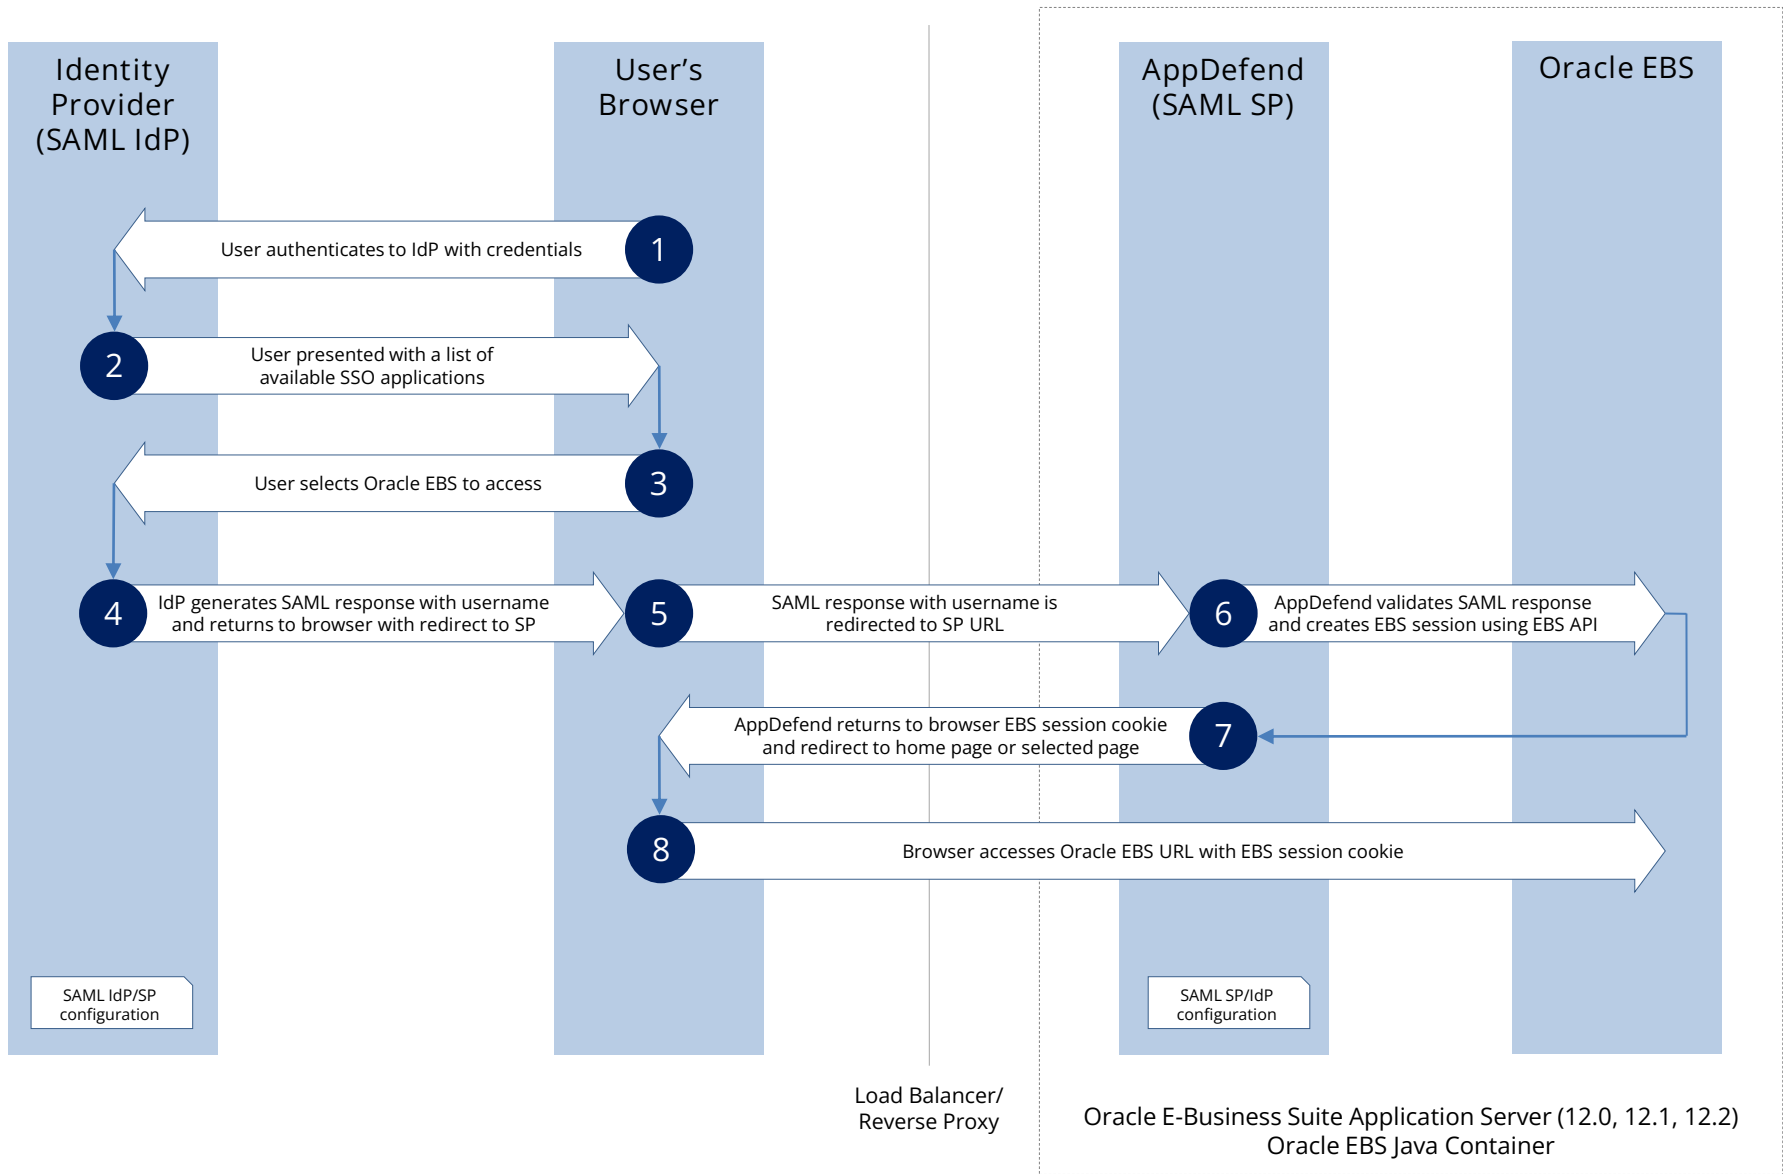 Identity
Provider
(SAML IdP)
User's
Browser
AppDefend
(SAML SP)
Oracle EBS
User authenticates to IdP with credentials
1
2
User presented with a list of
available SSO applications
User selects Oracle EBS to access
3
4
IdP generates SAML response with username
and returns to browser with redirect to SP
5
SAML response with username is
redirected to SP URL
6
AppDefend validates SAML response
and creates EBS session using EBS API
AppDefend returns to browser EBS session cookie
and redirect to home page or selected page
7
8
Browser accesses Oracle EBS URL with EBS session cookie
SAML IdP/SP
configuration
SAML SP/IdP
configuration
Load Balancer/
Reverse Proxy
Oracle E-Business Suite Application Server (12.0, 12.1, 12.2)
Oracle EBS Java Container